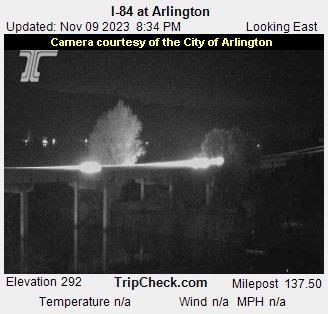 I-84 at Arlington
Updated: Nov 09 2023 8:34 PM Looking East
Camera courtesy of the City of Arlington
Elevation 292 TripCheck.com Milepost 137.50
Temperature n/a Wind n/a MPH n/a